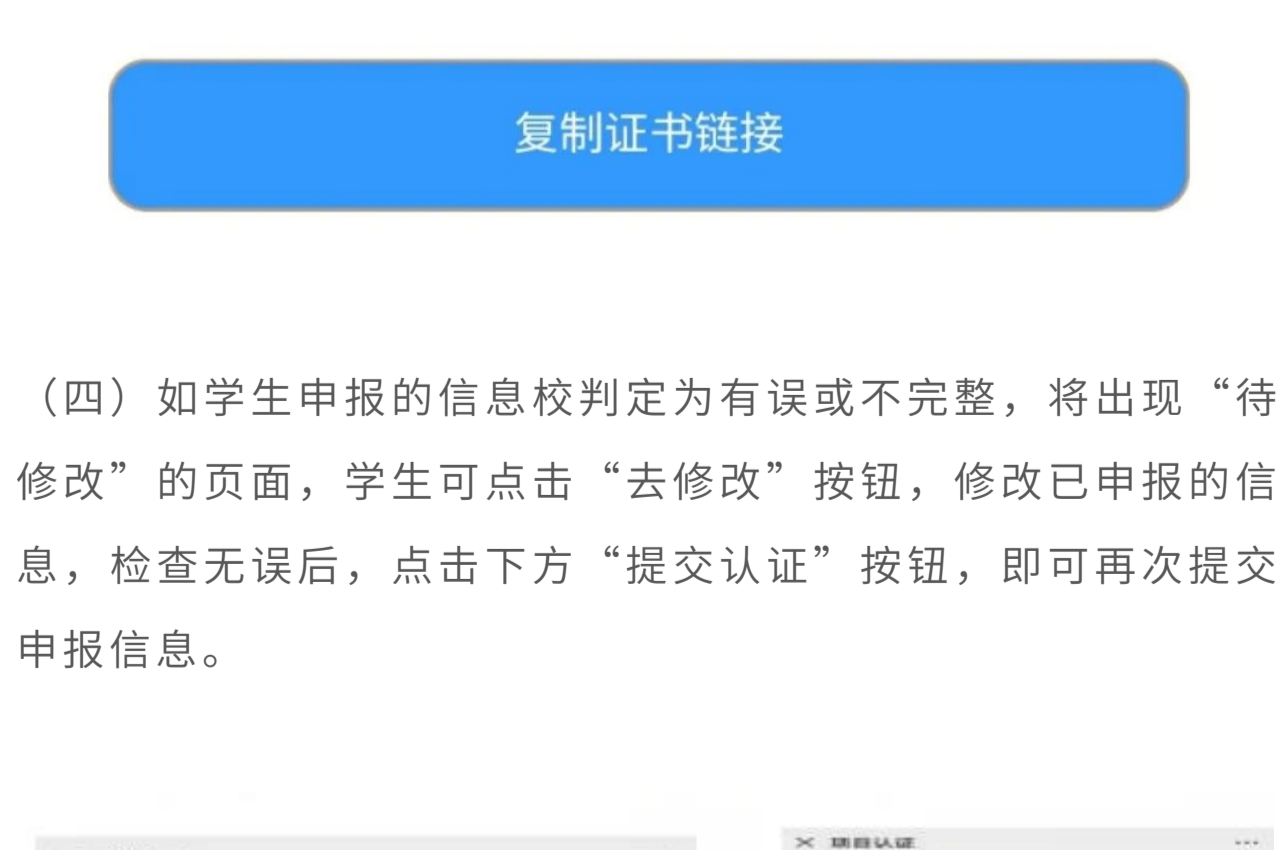 复制证书链接
（四）如学生申报的信息校判定为有误或不完整，将出现“待
修改”的页面，学生可点击“去修改”按钮，修改已申报的信
息，检查无误后，点击下方“提交认证”按钮，即可再次提交
申报信息。
项目认证